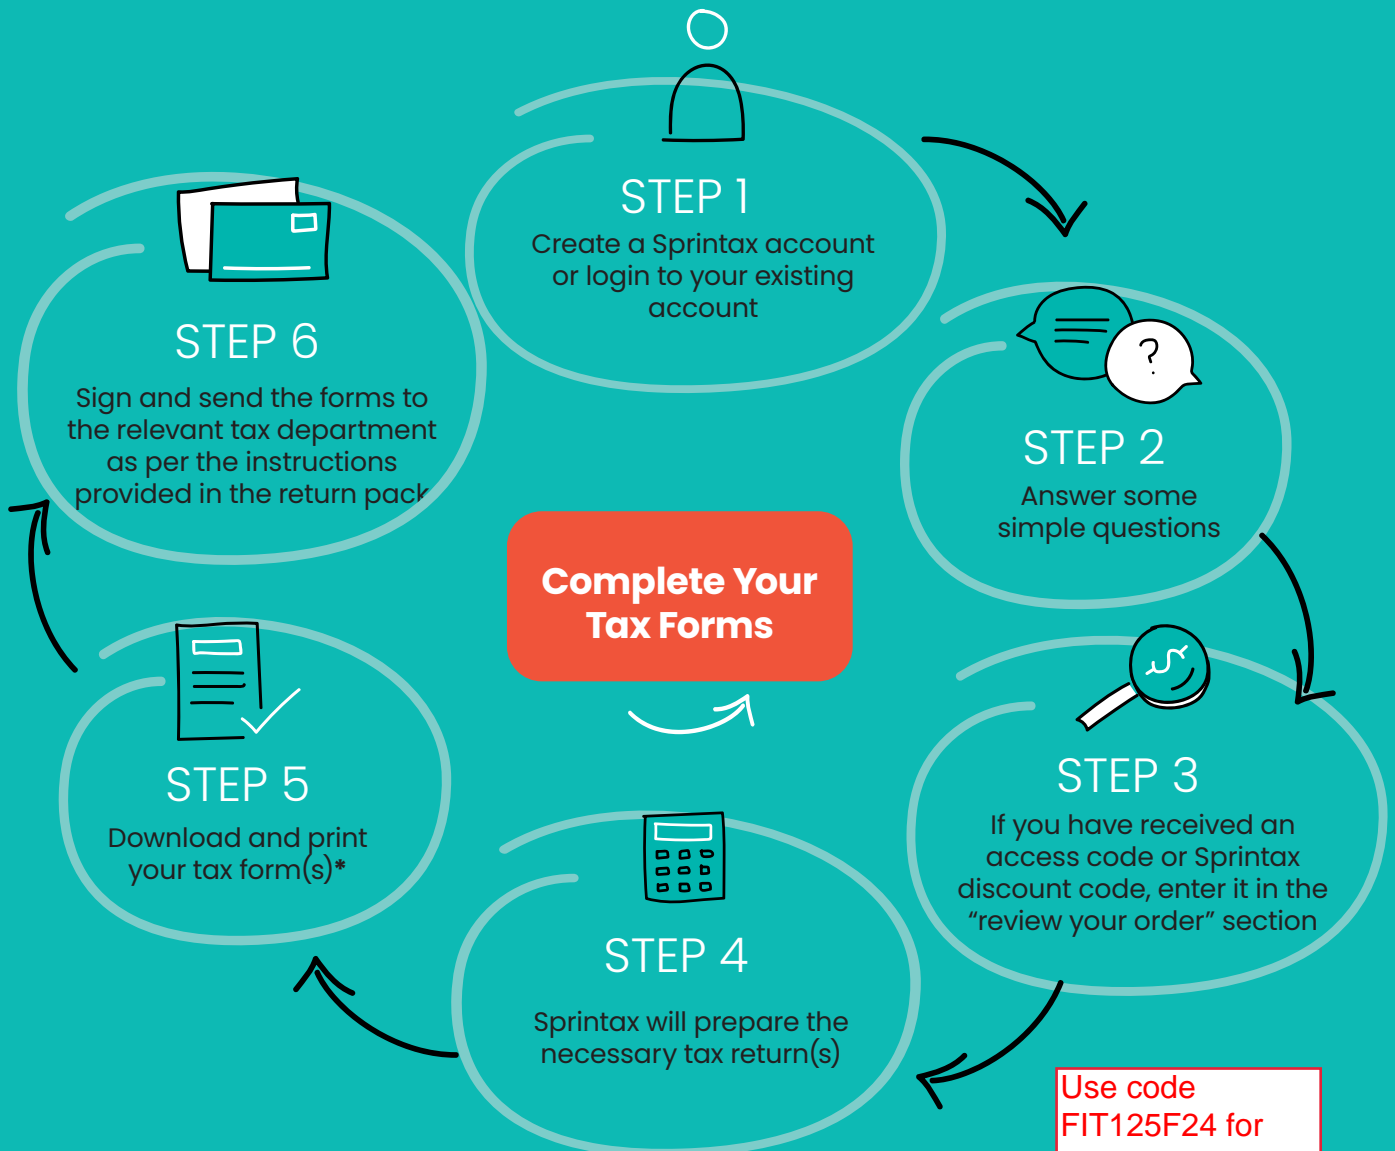 STEP 1
Create a Sprintax account
or login to your existing
account
STEP 2
Answer some
simple questions
?
STEP 3
If you have received an
access code or Sprintax
discount code, enter it in the
“review your order” section
Use code
FIT125F24 for
STEP 4
Sprintax will prepare the
necessary tax return(s)
STEP 5
Download and print
your tax form(s)*
STEP 6
Sign and send the forms to
the relevant tax department
as per the instructions
provided in the return pack
Complete Your
Tax Forms